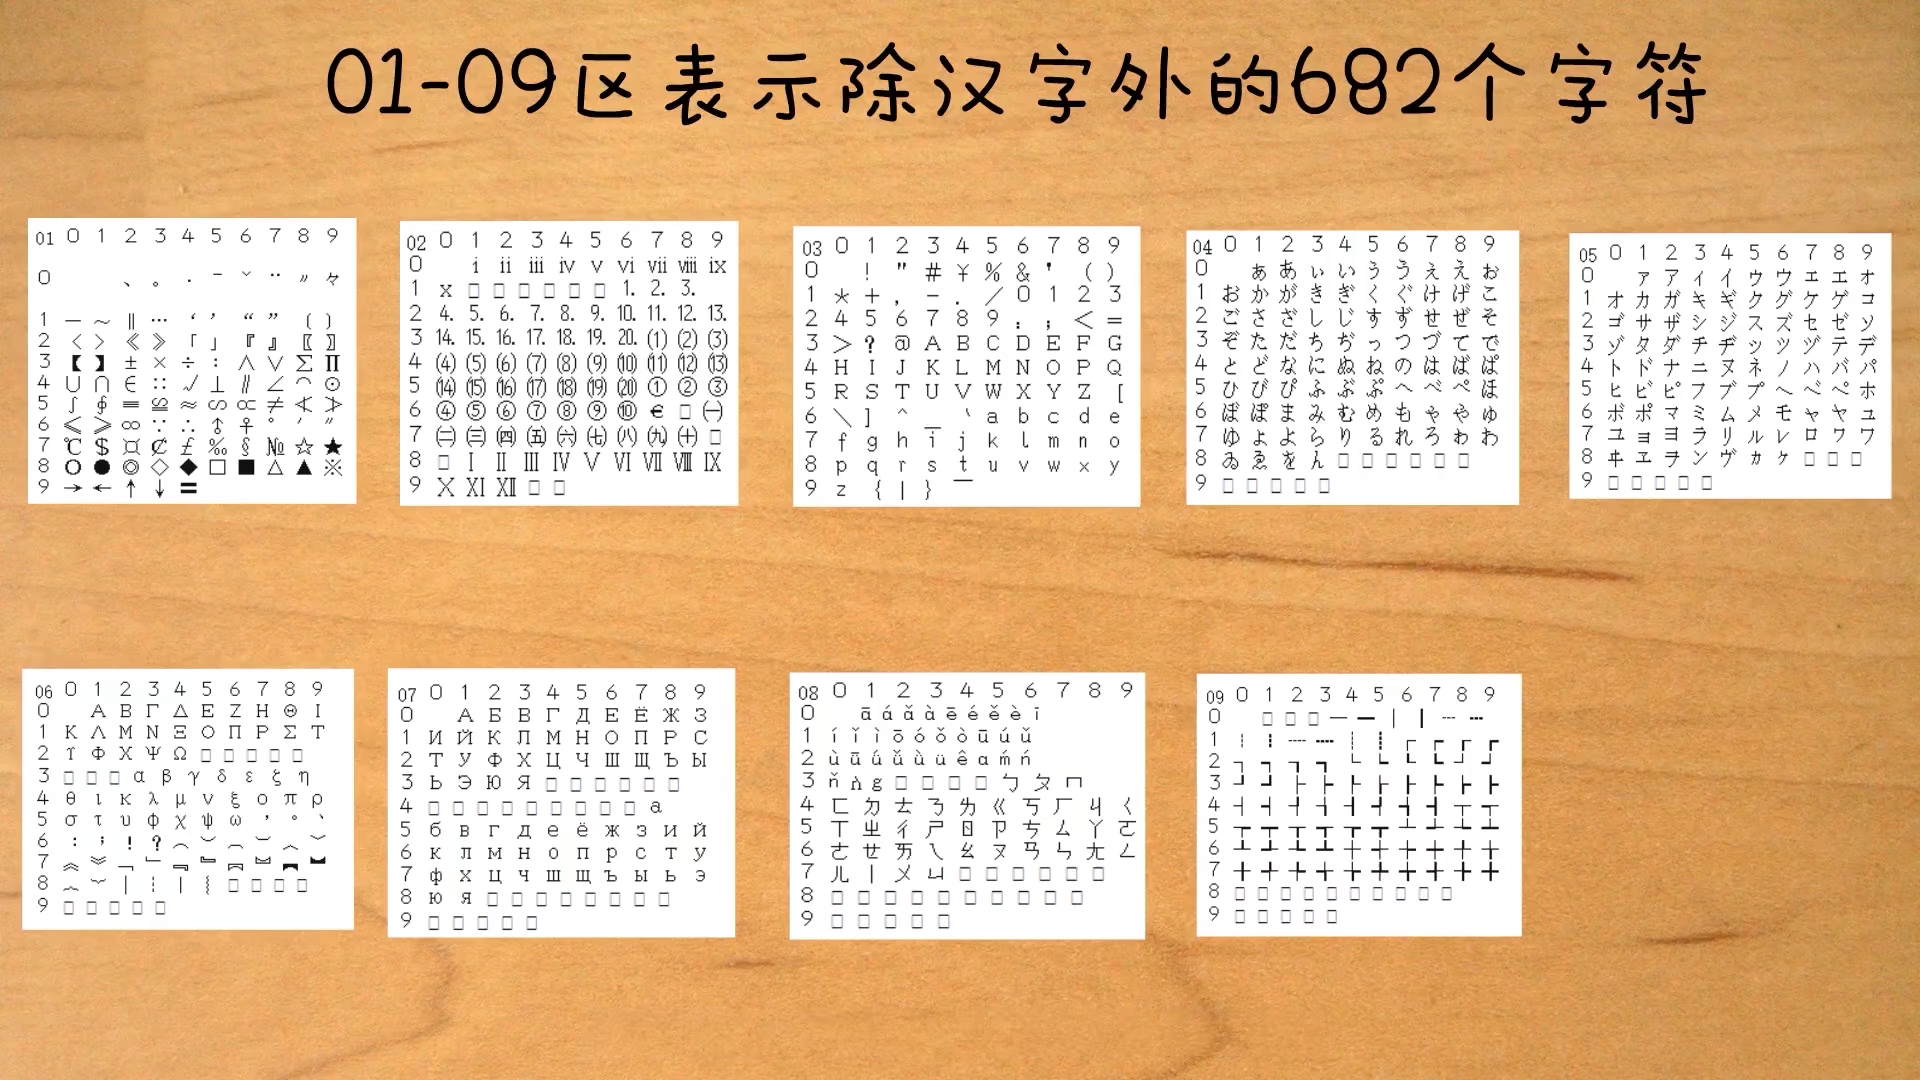 01-09区表示除汉字外的682个字符
01 0 1 2 3 4 5 6 7 8 9
0 、 。 · ˉ ˇ ¨ 〃 々
1 — ～ ‖ … ‘ ’ “ ” 〔 〕
2 〈 〉 《 》 「 」 『 』 〖 〗
3 【 】 ± × ÷ ∶ ∧ ∨ ∑ ∏
4 ∪ ∩ ∈ ∷ √ ⊥ ∥ ∠ ⌒ ⊙
5 ∫ ∮ ≡ ≌ ≈ ∽ ∝ ≠ ≮ ≯
6 ≤ ≥ ∞ ∵ ∴ ♂ ♀ ° ′ ″
7 ℃ $ ¤ ￠ ￡ ‰ § № ☆ ★
8 ○ ● ◎ ◇ ◆ □ ■ △ ▲ ※
9 → ← ↑ ↓ 〓
02 0 1 2 3 4 5 6 7 8 9
0 ⅰ ⅱ ⅲ ⅳ ⅴ ⅵ ⅶ ⅷ ⅸ
1 ⅹ □ □ □ □ □ □ 1. 2. 3.
2 4. 5. 6. 7. 8. 9. 10. 11. 12. 13.
3 14. 15. 16. 17. 18. 19. 20. ⑴ ⑵ ⑶
4 ⑷ ⑸ ⑹ ⑺ ⑻ ⑼ ⑽ ⑾ ⑿ ⒀
5 ⒁ ⒂ ⒃ ⒄ ⒅ ⒆ ⒇ ① ② ③
6 ④ ⑤ ⑥ ⑦ ⑧ ⑨ ⑩ € □ ㈠
7 ㈡ ㈢ ㈣ ㈤ ㈥ ㈦ ㈧ ㈨ ㈩ □
8 □ Ⅰ Ⅱ Ⅲ Ⅳ Ⅴ Ⅵ Ⅶ Ⅷ Ⅸ
9 Ⅹ Ⅺ Ⅻ □ □
03 0 1 2 3 4 5 6 7 8 9
0 ! " # ¥ % & ' ( )
1 * + , - . / 0 1 2 3
2 4 5 6 7 8 9 : ; < =
3 > ? @ A B C D E F G
4 H I J K L M N O P Q
5 R S T U V W X Y Z [
6 \ ] ^ _ ` a b c d e
7 f g h i j k l m n o
8 p q r s t u v w x y
9 z { | } ‾
04 0 1 2 3 4 5 6 7 8 9
0 ぁ あ ぃ い ぅ う ぇ え ぉ
1 お か が き ぎ く ぐ け げ こ
2 ご さ ざ し じ す ず せ ぜ そ
3 ぞ た だ ち ぢ っ つ づ て で
4 と ど な に ぬ ね の は ば ぱ
5 ひ び ぴ ふ ぶ ぷ へ べ ぺ ほ
6 ぼ ぽ ま み む め も ゃ や ゅ
7 ゆ ょ よ ら り る れ ろ ゎ わ
8 ゐ ゑ を ん □ □ □ □ □ □
9 □ □ □ □ □
05 0 1 2 3 4 5 6 7 8 9
0 ァ ア ィ イ ゥ ウ ェ エ ォ
1 オ カ ガ キ ギ ク グ ケ ゲ コ
2 ゴ サ ザ シ ジ ス ズ セ ゼ ソ
3 ゾ タ ダ チ ヂ ッ ツ ヅ テ デ
4 ト ド ナ ニ ヌ ネ ノ ハ バ パ
5 ヒ ビ ピ フ ブ プ ヘ ベ ペ ホ
6 ボ ポ マ ミ ム メ モ ャ ヤ ュ
7 ユ ョ ヨ ラ リ ル レ ロ ヮ ワ
8 ヰ ヱ ヲ ン ヴ ヵ ヶ □ □ □
9 □ □ □ □ □
06 0 1 2 3 4 5 6 7 8 9
0 Α Β Γ Δ Ε Ζ Η Θ Ι
1 Κ Λ Μ Ν Ξ Ο Π Ρ Σ Τ
2 Υ Φ Χ Ψ Ω □ □ □ □ □
3 □ □ □ α β γ δ ε ζ η
4 θ ι κ λ μ ν ξ ο π ρ
5 σ τ υ φ χ ψ ω ︐ ︒ ︑
6 ︓ ︔ ︕ ︖ ︵ ︶ ︹ ︺ ︿ ﹀
7 ︽ ︾ ﹁ ﹂ ﹃ ﹄ ︗ ︘ ︻ ︼
8 ︷ ︸ ︱ ︙ ︳ ︴ □ □ □ □
9 □ □ □ □ □
07 0 1 2 3 4 5 6 7 8 9
0 А Б В Г Д Е Ё Ж З
1 И Й К Л М Н О П Р С
2 Т У Ф Х Ц Ч Ш Щ Ъ Ы
3 Ь Э Ю Я □ □ □ □ □ □
4 □ □ □ □ □ □ □ □ □ а
5 б в г д е ё ж з и й
6 к л м н о п р с т у
7 ф х ц ч ш щ ъ ы ь э
8 ю я □ □ □ □ □ □ □ □
9 □ □ □ □ □
08 0 1 2 3 4 5 6 7 8 9
0 ā á ǎ à ē é ě è ī
1 í ǐ ì ō ó ǒ ò ū ú ǔ
2 ù ǖ ǘ ǚ ǜ ü ê ɑ ḿ ń
3 ň ǹ ɡ □ □ □ □ ㄅ ㄆ ㄇ
4 ㄈ ㄉ ㄊ ㄋ ㄌ ㄍ ㄎ ㄏ ㄐ ㄑ
5 ㄒ ㄓ ㄔ ㄕ ㄖ ㄗ ㄘ ㄙ ㄚ ㄛ
6 ㄜ ㄝ ㄞ ㄟ ㄠ ㄡ ㄢ ㄣ ㄤ ㄥ
7 ㄦ ㄧ ㄨ ㄩ □ □ □ □ □ □
8 □ □ □ □ □ □ □ □ □ □
9 □ □ □ □ □
09 0 1 2 3 4 5 6 7 8 9
0 □ □ □ ─ ━ │ ┃ ┄ ┅
1 ┆ ┇ ┈ ┉ ┊ ┋ ┌ ┍ ┎ ┏
2 ┐ ┑ ┒ ┓ └ ┕ ┖ ┗ ┘ ┙
3 ┚ ┛ ├ ┝ ┞ ┟ ┠ ┡ ┢ ┣
4 ┤ ┥ ┦ ┧ ┨ ┩ ┪ ┫ ┬ ┭
5 ┮ ┯ ┰ ┱ ┲ ┳ ┴ ┵ ┶ ┷
6 ┸ ┹ ┺ ┻ ┼ ┽ ┾ ┿ ╀ ╁
7 ╂ ╃ ╄ ╅ ╆ ╇ ╈ ╉ ╊ ╋
8 □ □ □ □ □ □ □ □ □ □
9 □ □ □ □ □